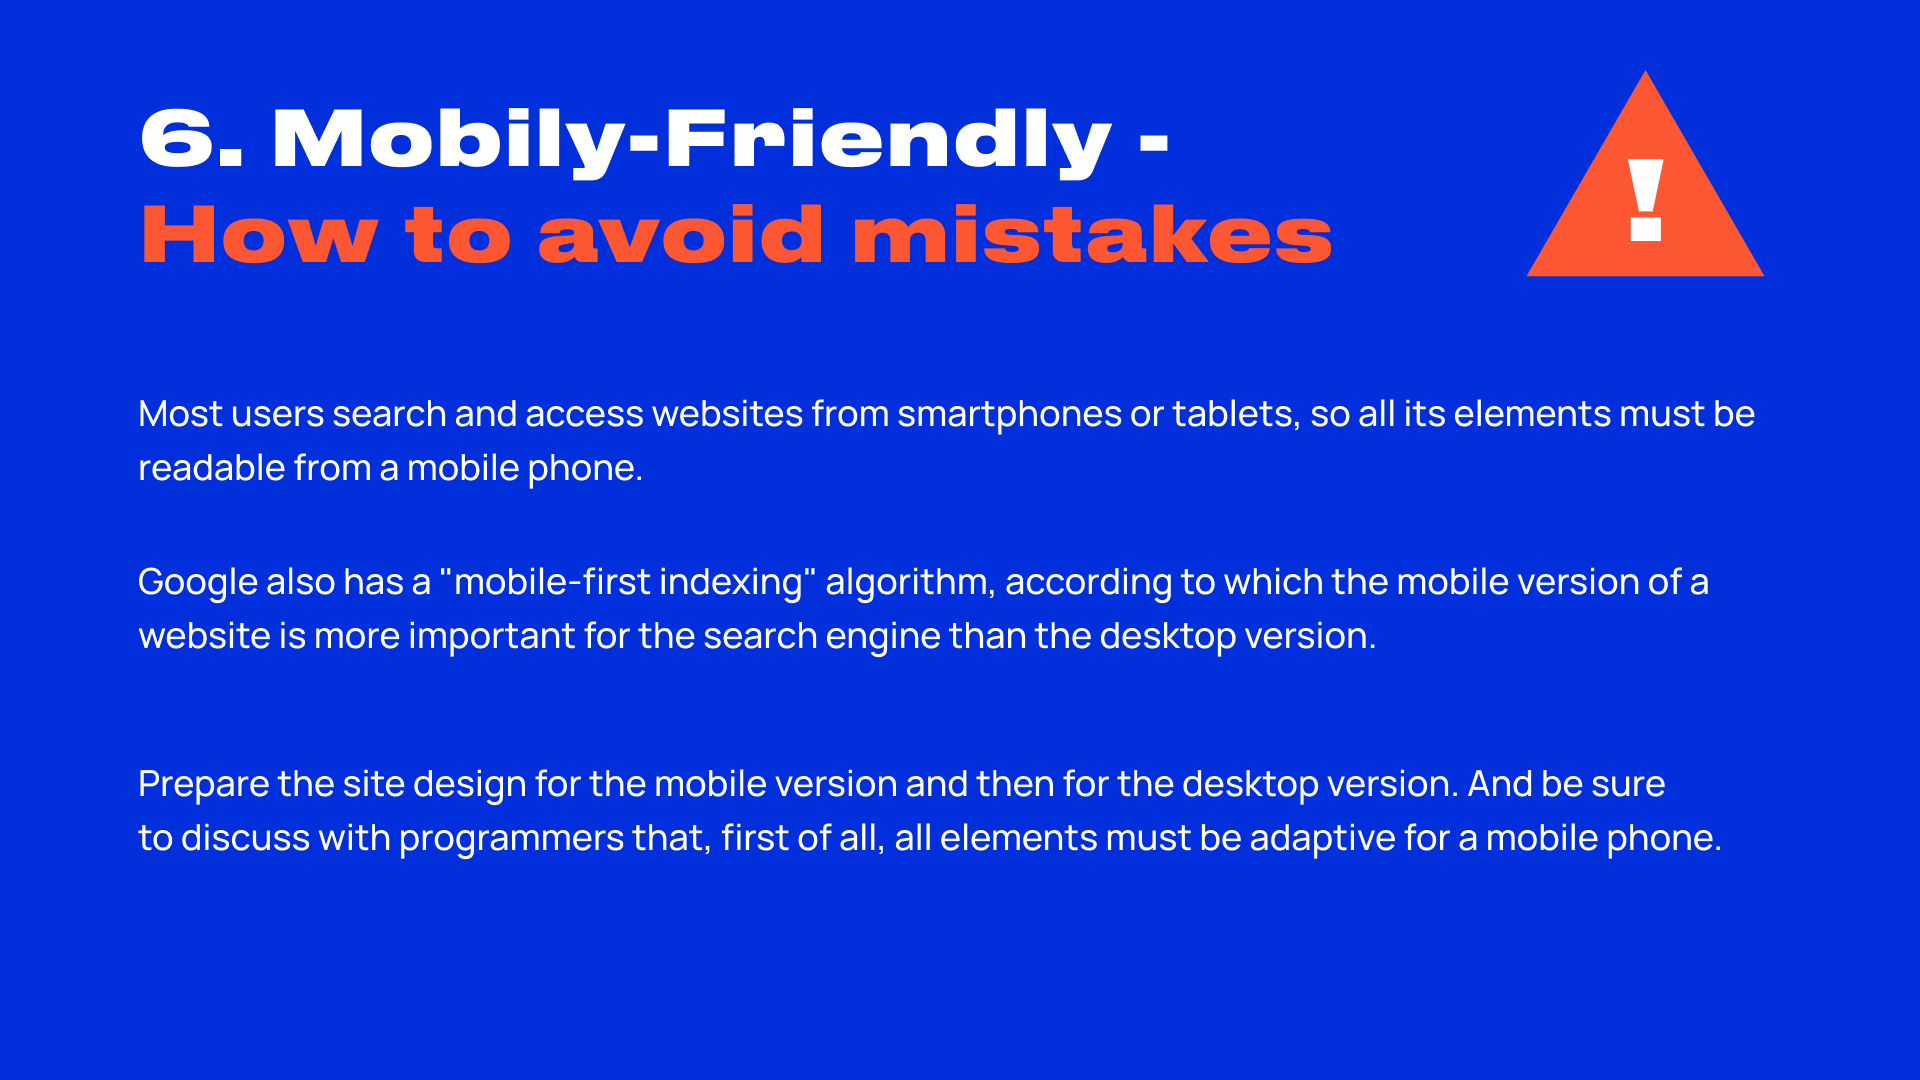 6. Mobily-Friendly -
How to avoid mistakes
!
Most users search and access websites from smartphones or tablets, so all its elements must be
readable from a mobile phone.
Google also has a "mobile-first indexing" algorithm, according to which the mobile version of a
website is more important for the search engine than the desktop version.
Prepare the site design for the mobile version and then for the desktop version. And be sure
to discuss with programmers that, first of all, all elements must be adaptive for a mobile phone.